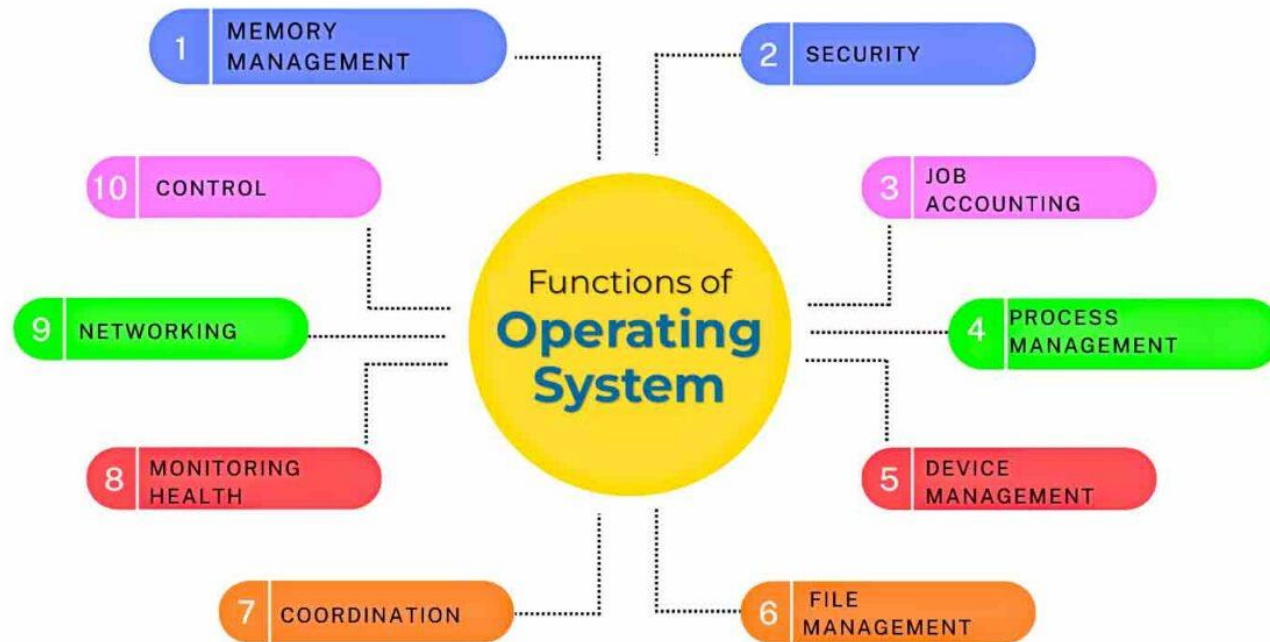 1 MEMORY
MANAGEMENT
2 SECURITY
10 CONTROL
3 JOB
ACCOUNTING
Functions of
Operating
System
9 NETWORKING
4 PROCESS
MANAGEMENT
8 MONITORING
HEALTH
5 DEVICE
MANAGEMENT
7 COORDINATION
6 FILE
MANAGEMENT